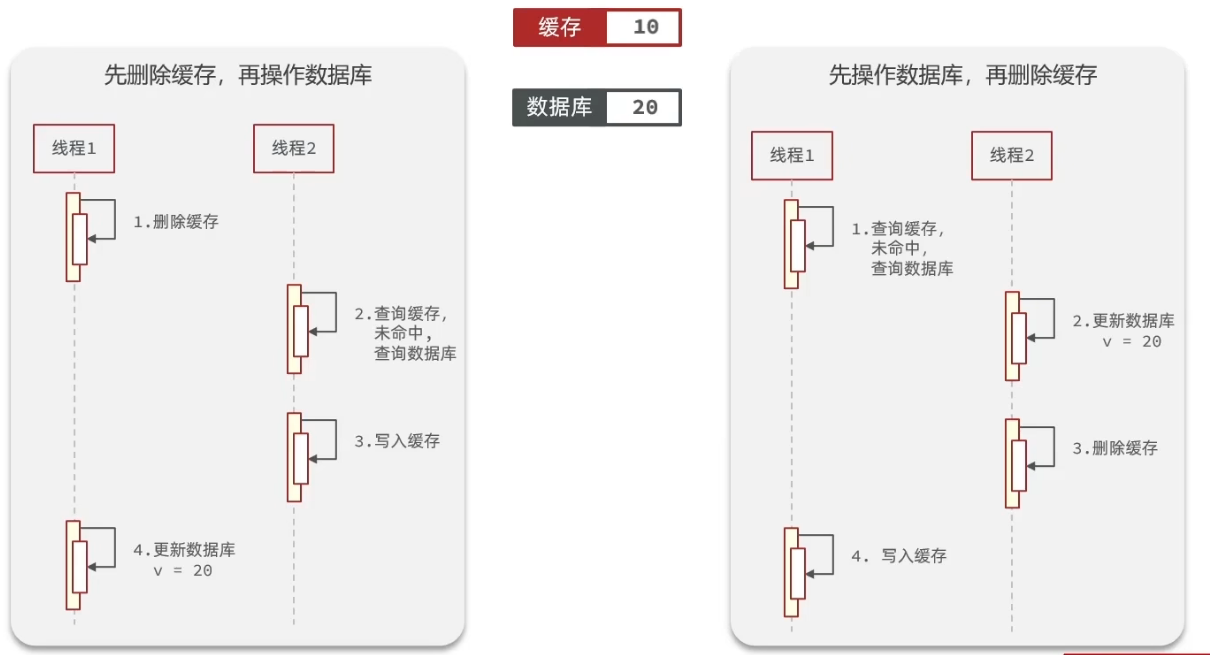 缓存 10
数据库 20
先删除缓存，再操作数据库
线程1 线程2
1.删除缓存
2.查询缓存，
未命中，
查询数据库
3.写入缓存
4.更新数据库
v = 20
先操作数据库，再删除缓存
线程1 线程2
1.查询缓存，
未命中，
查询数据库
2.更新数据库
v = 20
3.删除缓存
4. 写入缓存